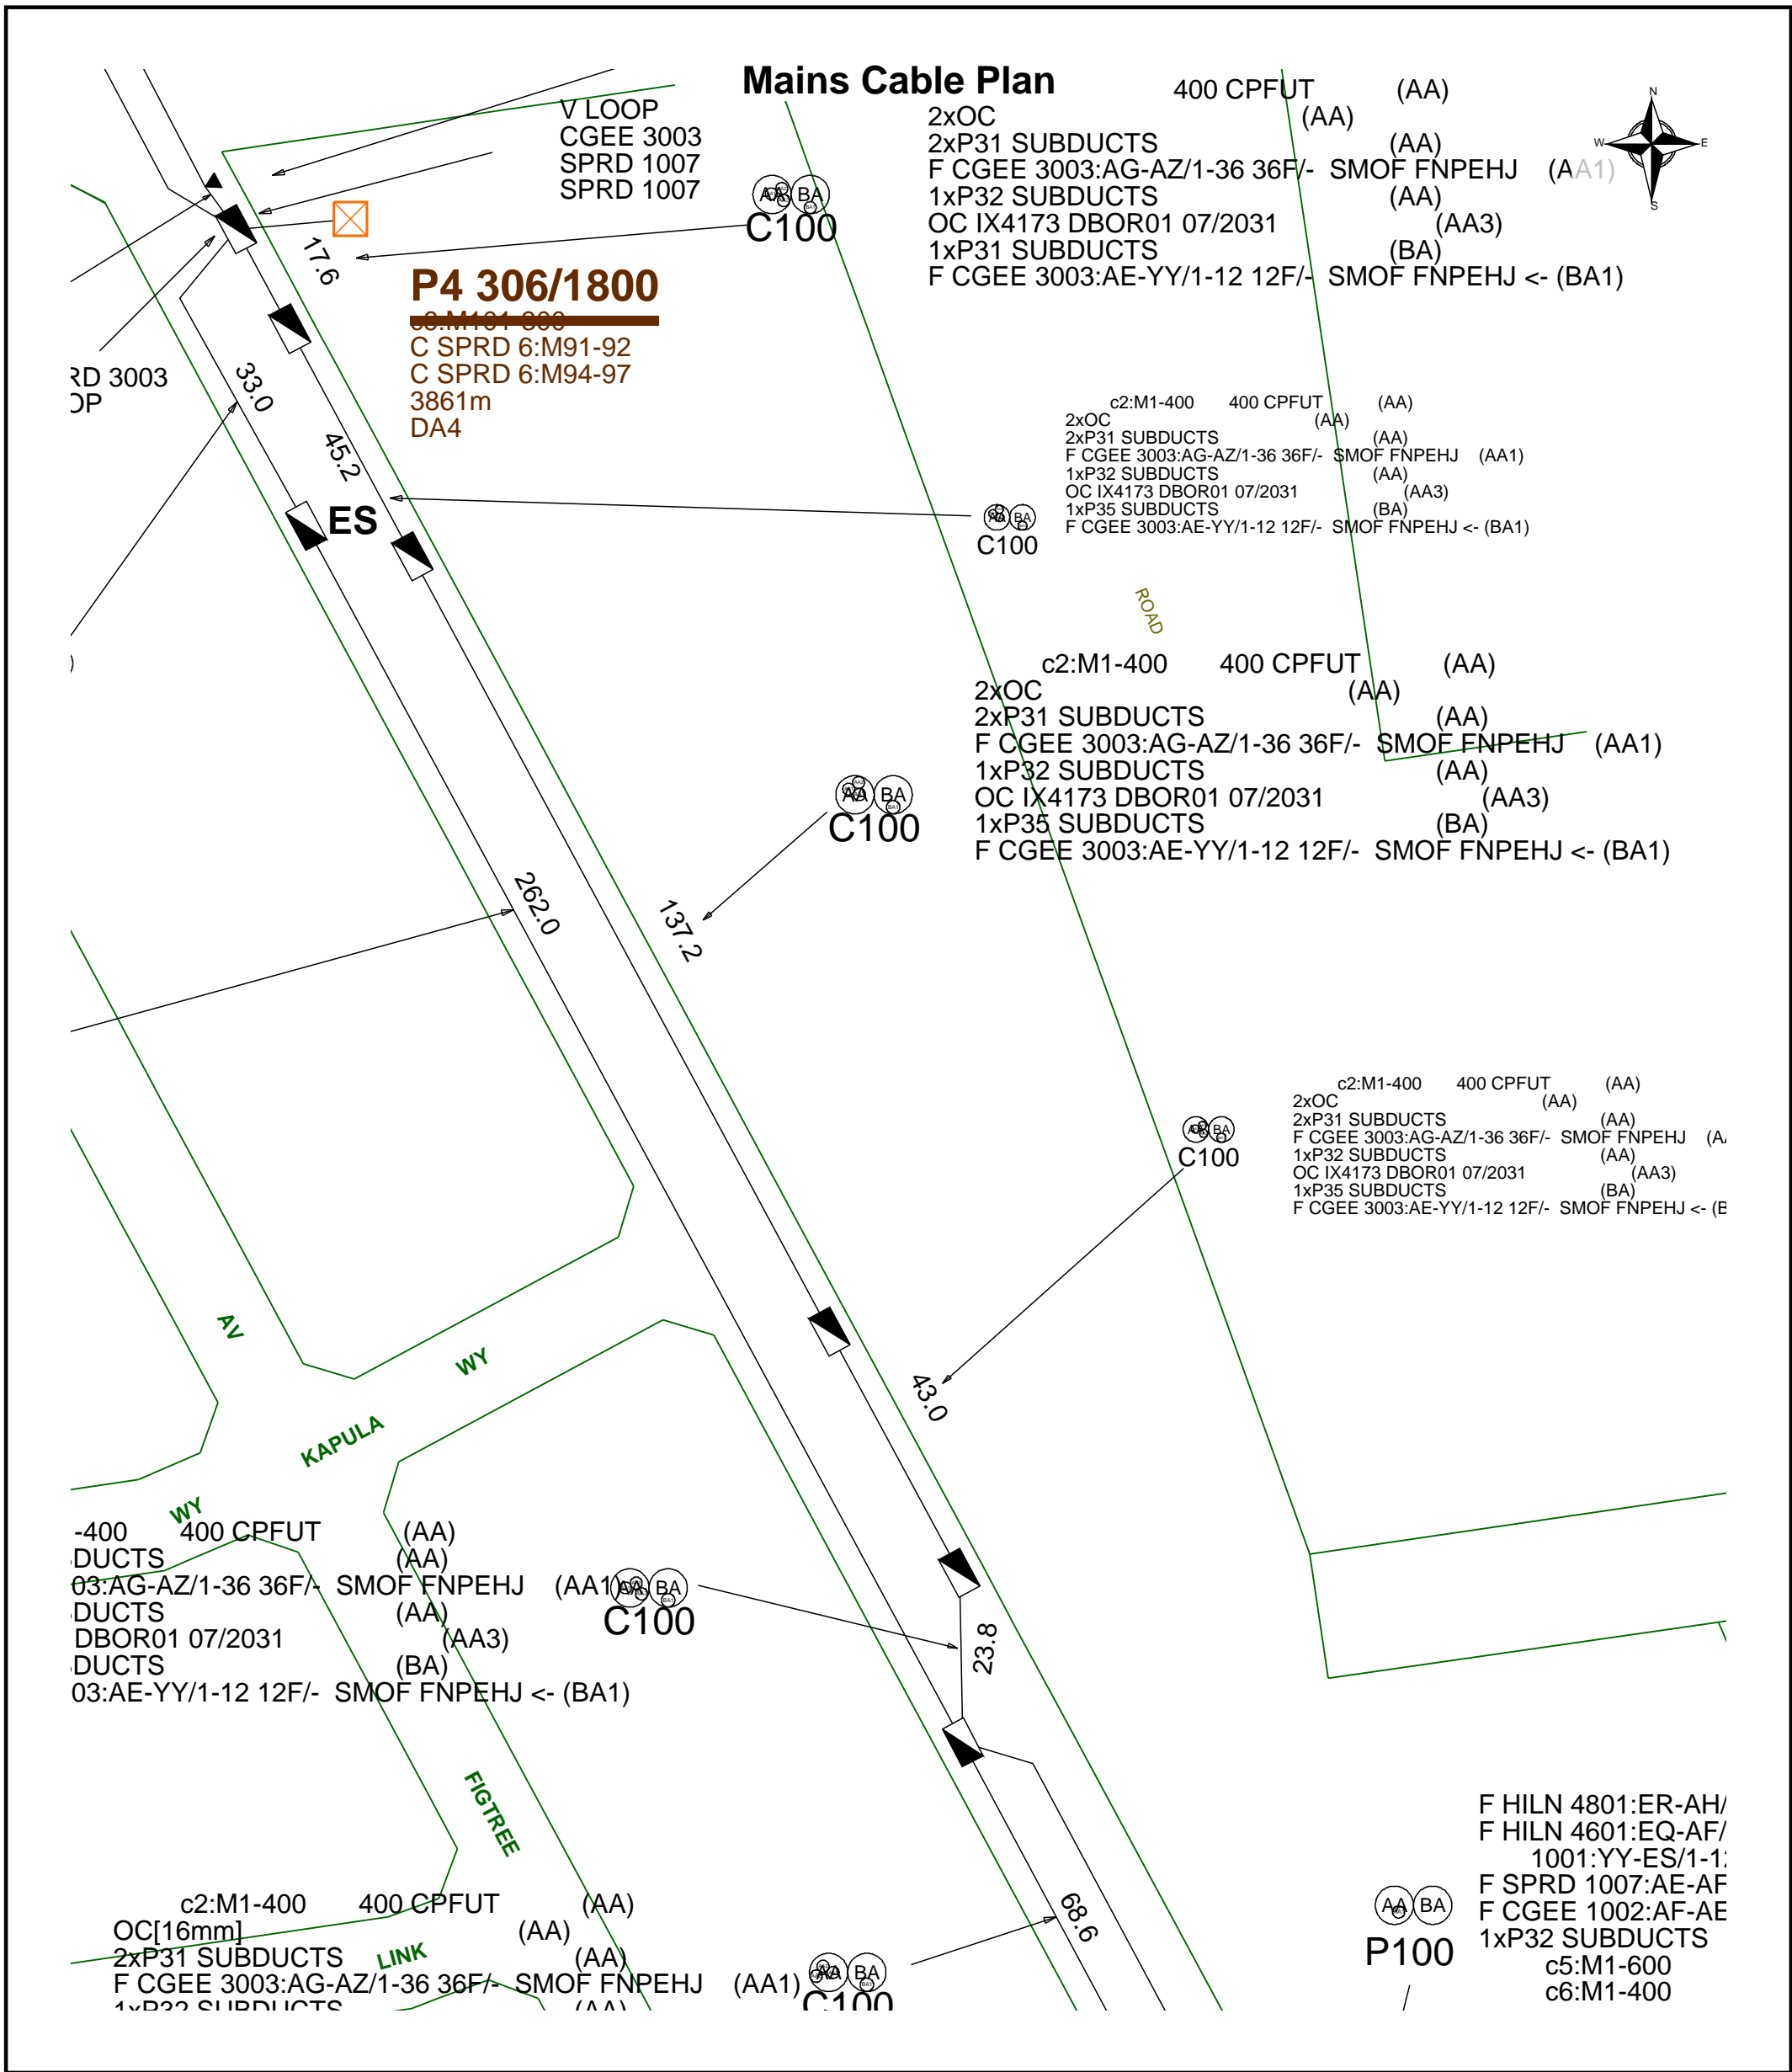 Mains Cable Plan
N
W
E
S
V LOOP
CGEE 3003
SPRD 1007
SPRD 1007
AA BA
C100
400 CPFUT (AA)
2xOC (AA)
2xP31 SUBDUCTS (AA)
F CGEE 3003:AG-AZ/1-36 36F/- SMOF FNPEHJ (AA1)
1xP32 SUBDUCTS (AA)
OC IX4173 DBOR01 07/2031 (AA3)
1xP31 SUBDUCTS (BA)
F CGEE 3003:AE-YY/1-12 12F/- SMOF FNPEHJ <- (BA1)
17.6
P4 306/1800
C SPRD 6:M91-92
C SPRD 6:M94-97
3861m
DA4
RD 3003
OP
33.0
45.2
ES
AA BA
C100
c2:M1-400 400 CPFUT (AA)
2xOC (AA)
2xP31 SUBDUCTS (AA)
F CGEE 3003:AG-AZ/1-36 36F/- SMOF FNPEHJ (AA1)
1xP32 SUBDUCTS (AA)
OC IX4173 DBOR01 07/2031 (AA3)
1xP35 SUBDUCTS (BA)
F CGEE 3003:AE-YY/1-12 12F/- SMOF FNPEHJ <- (BA1)
ROAD
)
c2:M1-400 400 CPFUT (AA)
2xOC (AA)
2xP31 SUBDUCTS (AA)
F CGEE 3003:AG-AZ/1-36 36F/- SMOF FNPEHJ (AA1)
1xP32 SUBDUCTS (AA)
OC IX4173 DBOR01 07/2031 (AA3)
1xP35 SUBDUCTS (BA)
F CGEE 3003:AE-YY/1-12 12F/- SMOF FNPEHJ <- (BA1)
AA BA
C100
262.0
137.2
c2:M1-400 400 CPFUT (AA)
2xOC (AA)
2xP31 SUBDUCTS (AA)
F CGEE 3003:AG-AZ/1-36 36F/- SMOF FNPEHJ (A
1xP32 SUBDUCTS (AA)
OC IX4173 DBOR01 07/2031 (AA3)
1xP35 SUBDUCTS (BA)
F CGEE 3003:AE-YY/1-12 12F/- SMOF FNPEHJ <- (B
BA
C100
43.0
AV
WY
KAPULA
WY
-400 400 CPFUT (AA)
DUCTS (AA)
03:AG-AZ/1-36 36F/- SMOF FNPEHJ (AA1)
DUCTS (AA)
DBOR01 07/2031 (AA3)
DUCTS (BA)
03:AE-YY/1-12 12F/- SMOF FNPEHJ <- (BA1)
AA BA
C100
23.8
FIGTREE
LINK
c2:M1-400 400 CPFUT (AA)
OC[16mm] (AA)
2xP31 SUBDUCTS (AA)
F CGEE 3003:AG-AZ/1-36 36F/- SMOF FNPEHJ (AA1)
1xP32 SUBDUCTS (AA)
AA BA
C100
68.6
AA BA
P100
F HILN 4801:ER-AH/
F HILN 4601:EQ-AF/
1001:YY-ES/1-1
F SPRD 1007:AE-AF
F CGEE 1002:AF-AE
1xP32 SUBDUCTS
c5:M1-600
c6:M1-400